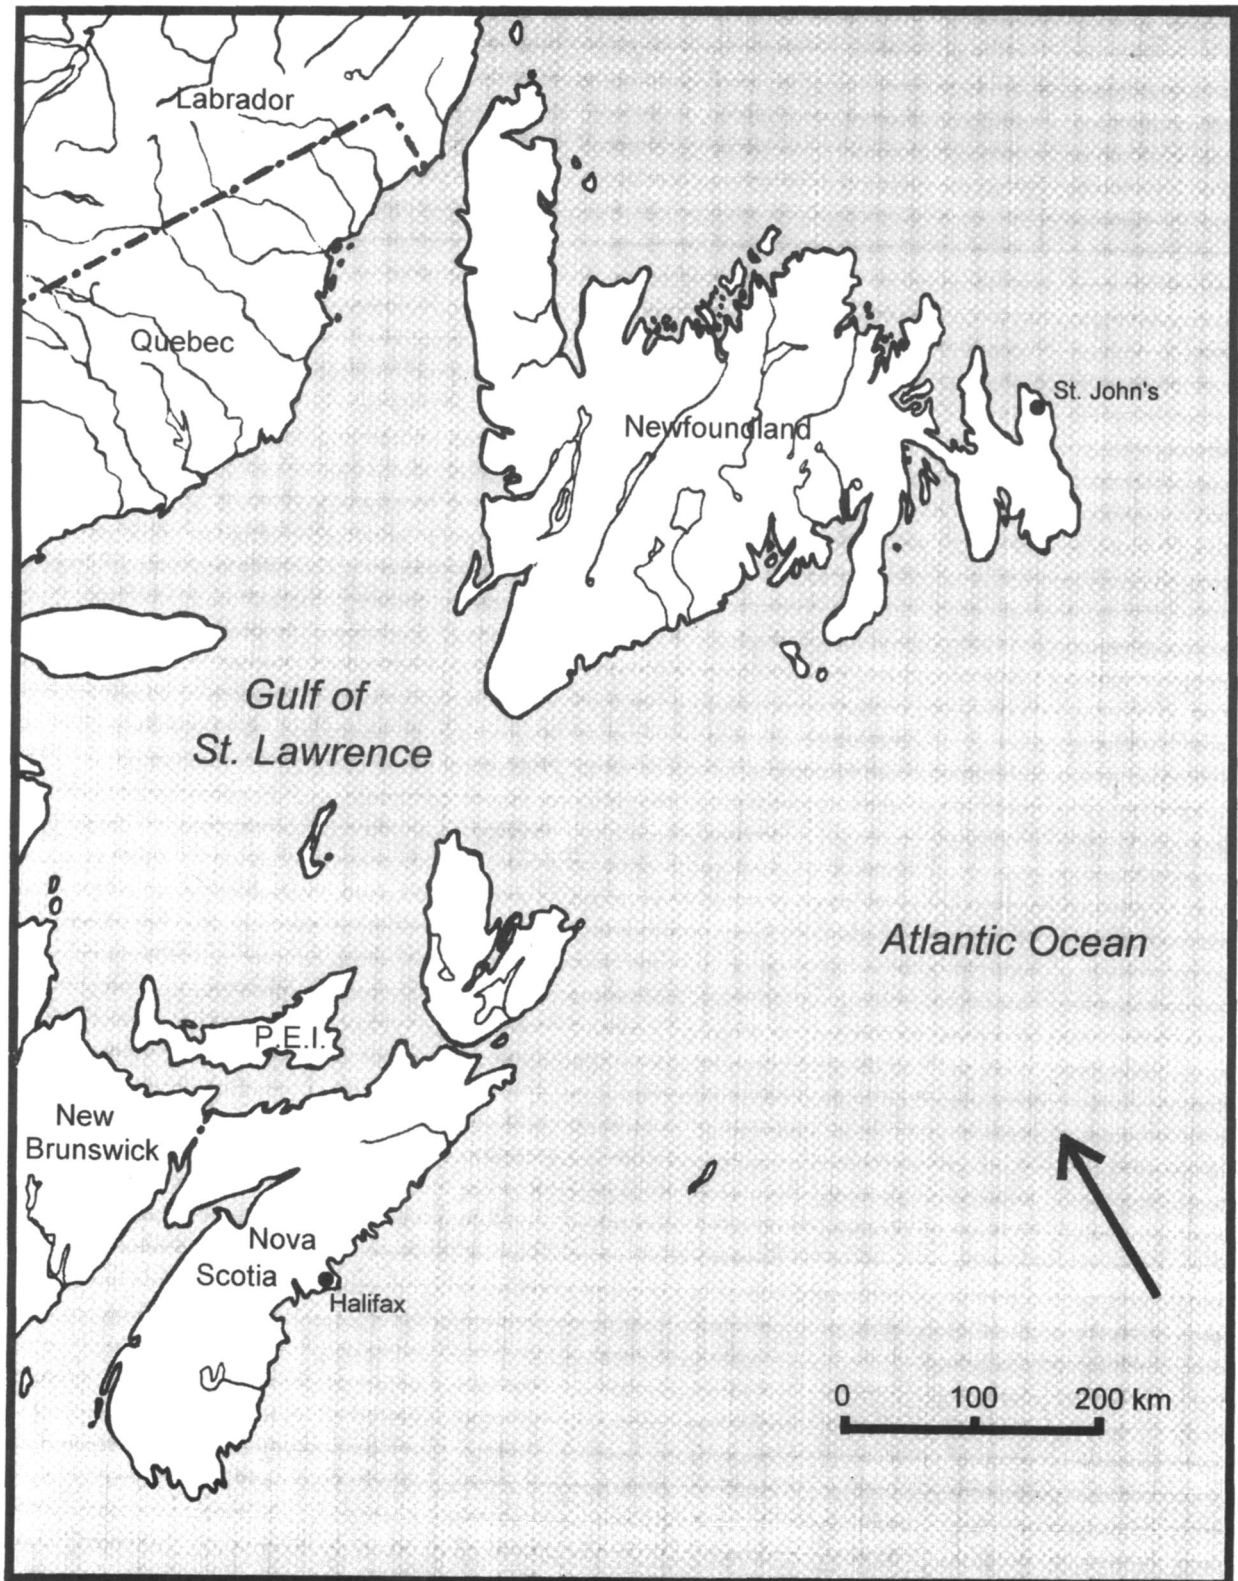 Labrador
Quebec
St. John's
Newfoundland
Gulf of
St. Lawrence
Atlantic Ocean
P.E.I.
New
Brunswick
Nova
Scotia
Halifax
0 100 200 km